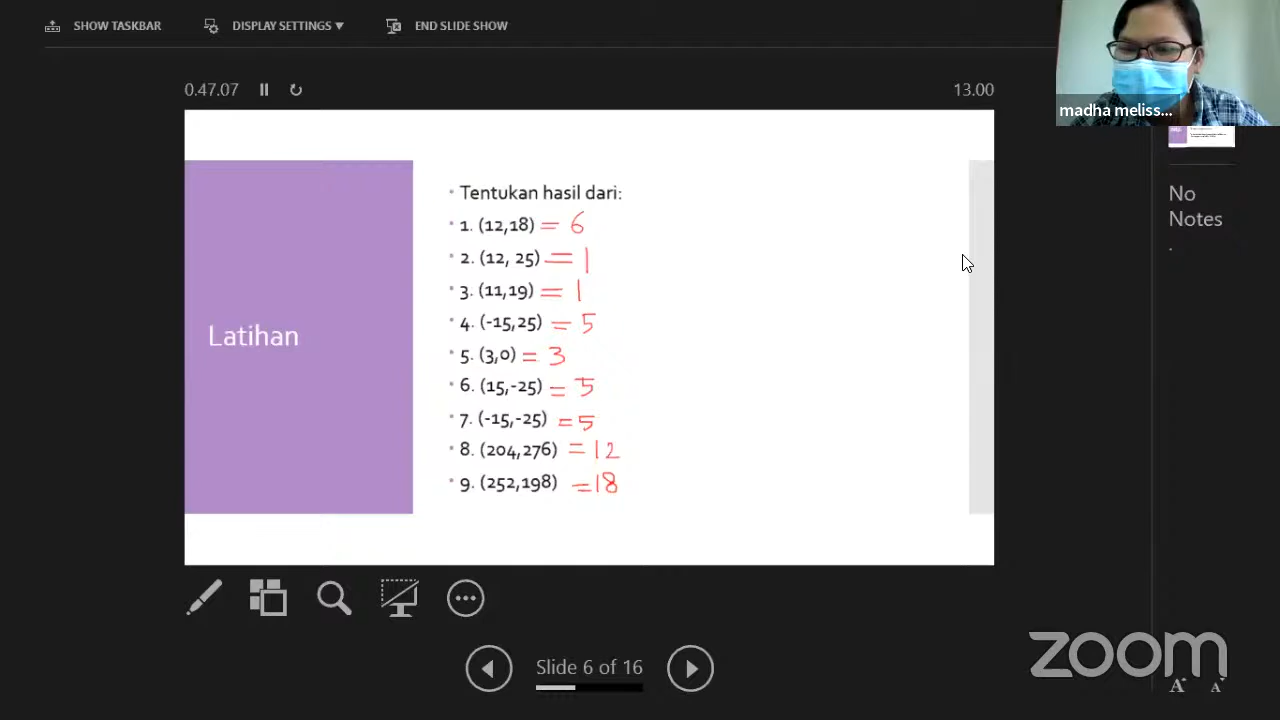 SHOW TASKBAR DISPLAY SETTINGS ▼ END SLIDE SHOW
0.47.07 13.00
madha meliss...
Tentukan hasil dari:
1. (12,18) = 6
2. (12, 25) = 1
3. (11,19) = 1
4. (-15,25) = 5
5. (3,0) = 3
6. (15,-25) = 5
7. (-15,-25) = 5
8. (204,276) = 12
9. (252,198) = 18
Latihan
No
Notes
.
Slide 6 of 16
zoom
A A